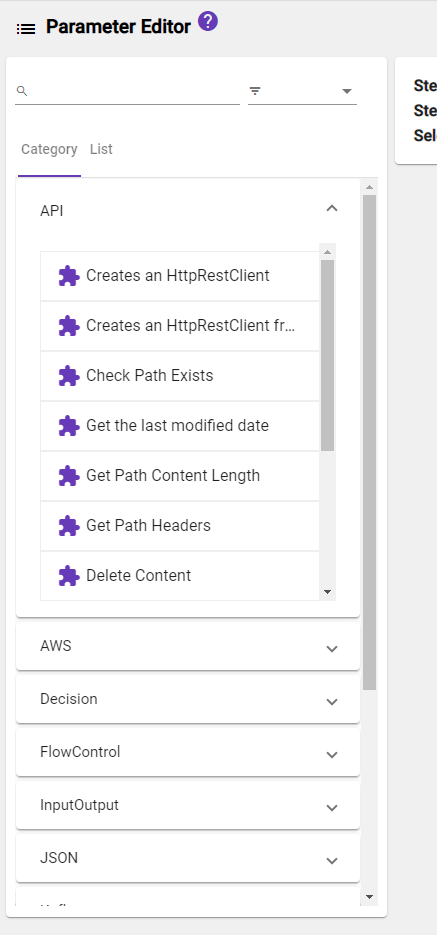 Parameter Editor ?
Ste
Ste
Sel
Category List
API
Creates an HttpRestClient
Creates an HttpRestClient fr...
Check Path Exists
Get the last modified date
Get Path Content Length
Get Path Headers
Delete Content
AWS
Decision
FlowControl
InputOutput
JSON